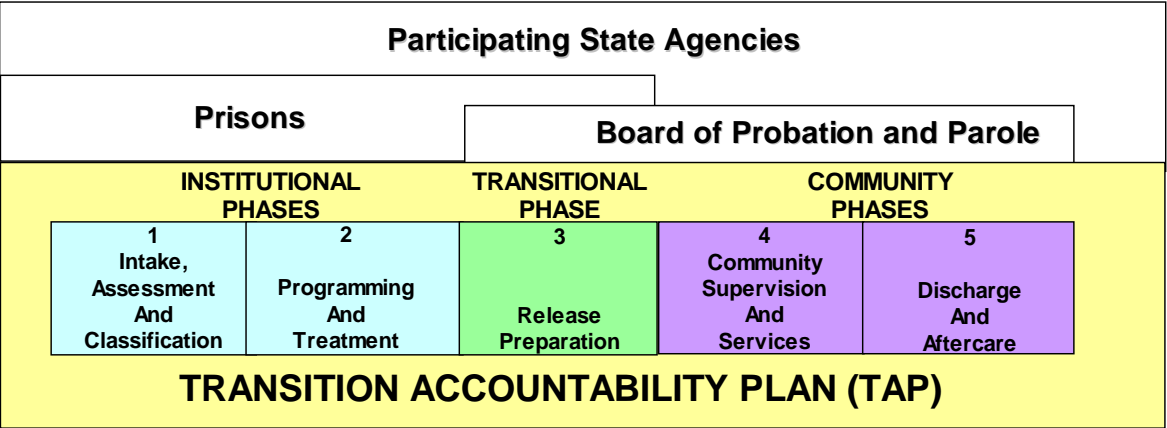 Participating State Agencies
Prisons
Board of Probation and Parole
INSTITUTIONAL
PHASES
TRANSITIONAL
PHASE
COMMUNITY
PHASES
1
Intake,
Assessment
And
Classification
2
Programming
And
Treatment
3
Release
Preparation
4
Community
Supervision
And
Services
5
Discharge
And
Aftercare
TRANSITION ACCOUNTABILITY PLAN (TAP)